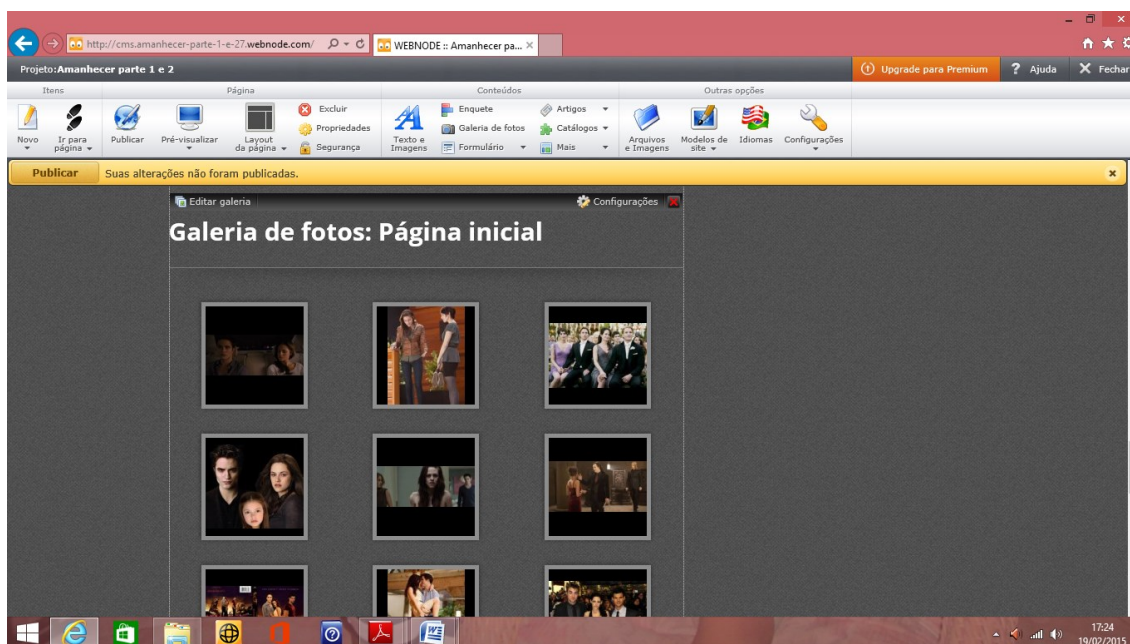 http://cms.amanhecer-parte-1-e-27.webnode.com/
WEBNODE :: Amanhecer pa...
Projeto:Amanhecer parte 1 e 2
Upgrade para Premium
? Ajuda
Fechar
Itens
Página
Conteúdos
Outras opções
Novo
Ir para página
Publicar
Pré-visualizar
Layout da página
Excluir
Propriedades
Segurança
Texto e Imagens
Enquete
Galeria de fotos
Formulário
Artigos
Catálogos
Mais
Arquivos e Imagens
Modelos de site
Idiomas
Configurações
Publicar
Suas alterações não foram publicadas.
Editar galeria
Configurações
Galeria de fotos: Página inicial
17:24
19/02/2015